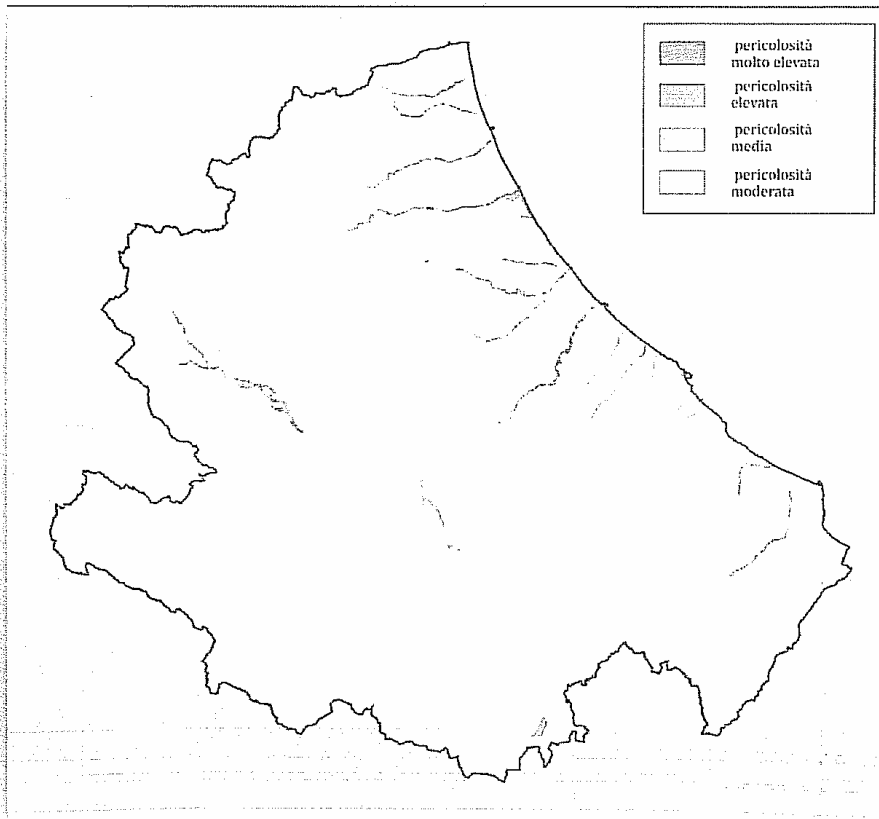 pericolosità
molto elevata
pericolosità
elevata
pericolosità
media
pericolosità
moderata